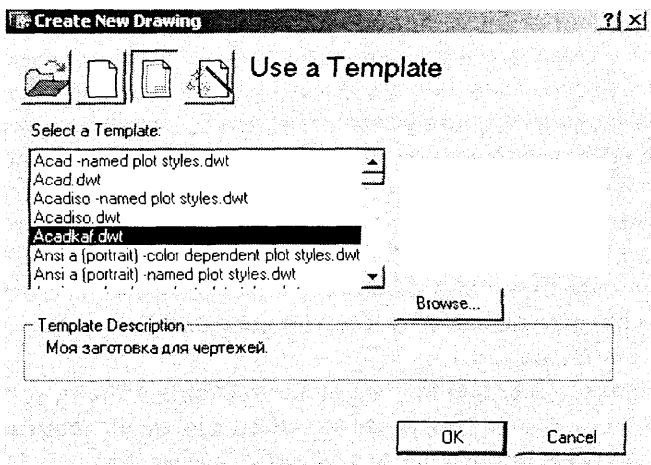 Create New Drawing
Use a Template
Select a Template:
Acad -named plot styles.dwt
Acad.dwt
Acadiso -named plot styles.dwt
Acadiso.dwt
Acadkaf.dwt
Ansi a (portrait) -color dependent plot styles.dwt
Ansi a (portrait) -named plot styles.dwt
Browse...
Template Description
Моя заготовка для чертежей.
OK
Cancel